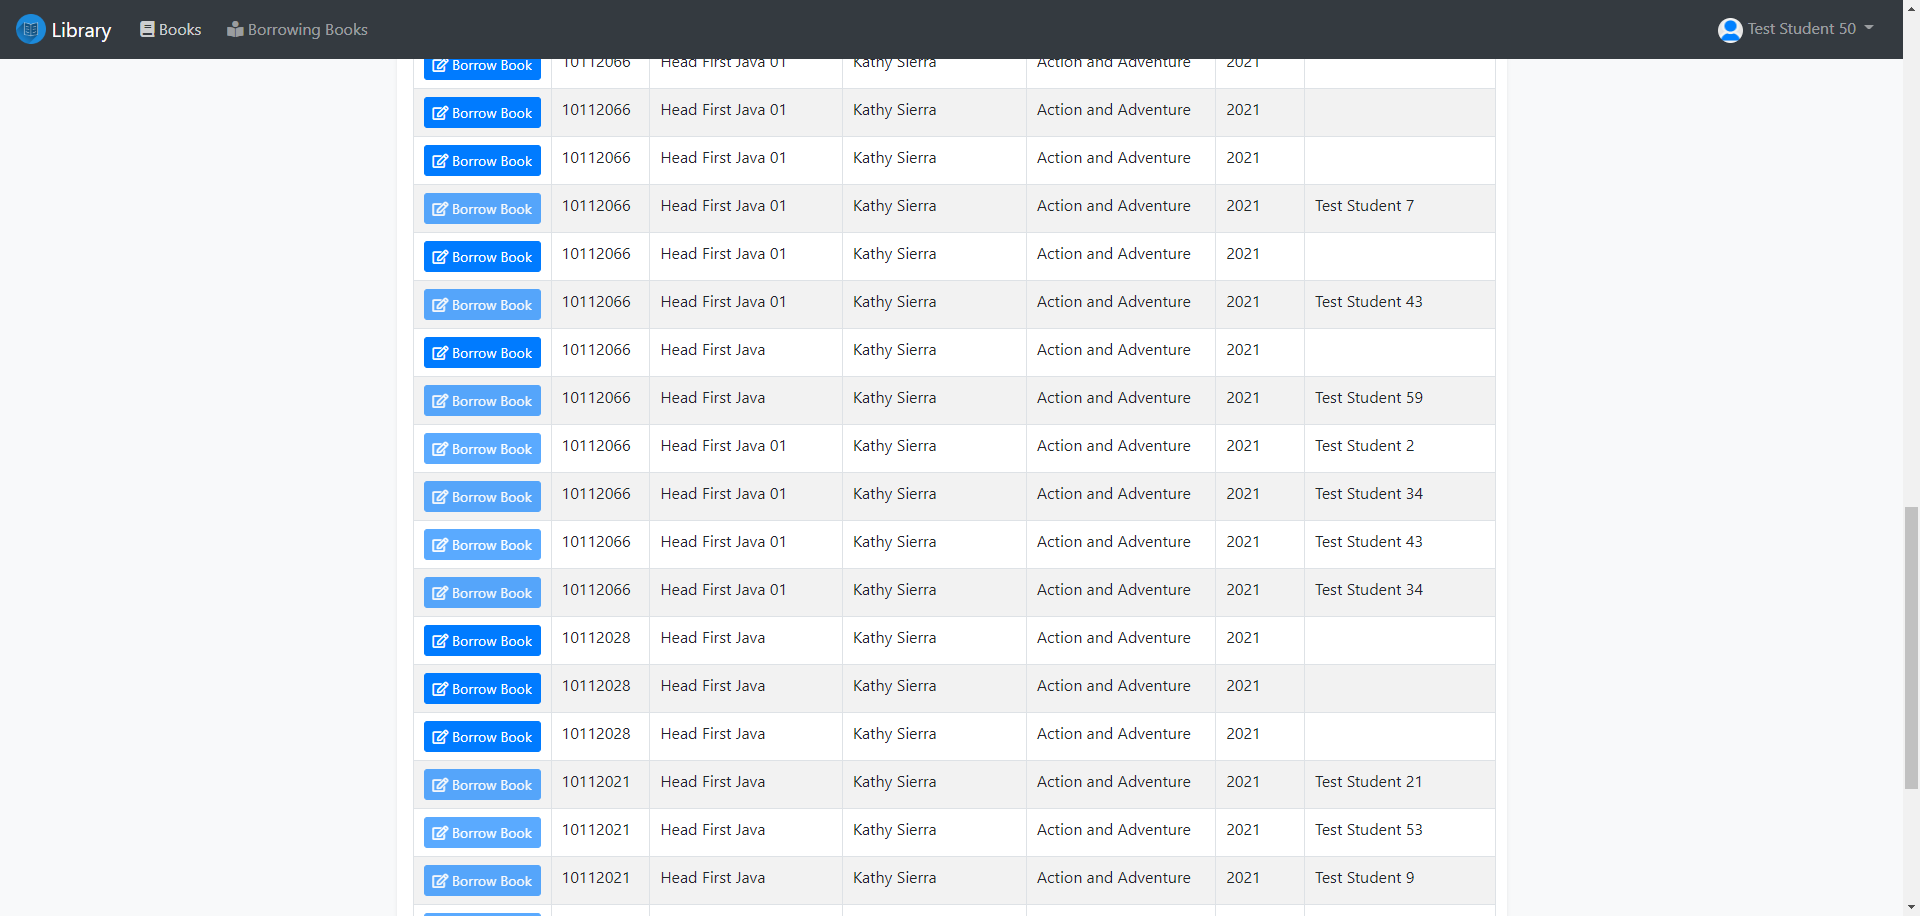 Library Books Borrowing Books Test Student 50
Borrow Book 10112066 Head First Java 01 Kathy Sierra Action and Adventure 2021
Borrow Book 10112066 Head First Java 01 Kathy Sierra Action and Adventure 2021
Borrow Book 10112066 Head First Java 01 Kathy Sierra Action and Adventure 2021
Borrow Book 10112066 Head First Java 01 Kathy Sierra Action and Adventure 2021 Test Student 7
Borrow Book 10112066 Head First Java 01 Kathy Sierra Action and Adventure 2021
Borrow Book 10112066 Head First Java 01 Kathy Sierra Action and Adventure 2021 Test Student 43
Borrow Book 10112066 Head First Java Kathy Sierra Action and Adventure 2021
Borrow Book 10112066 Head First Java Kathy Sierra Action and Adventure 2021 Test Student 59
Borrow Book 10112066 Head First Java 01 Kathy Sierra Action and Adventure 2021 Test Student 2
Borrow Book 10112066 Head First Java 01 Kathy Sierra Action and Adventure 2021 Test Student 34
Borrow Book 10112066 Head First Java 01 Kathy Sierra Action and Adventure 2021 Test Student 43
Borrow Book 10112066 Head First Java 01 Kathy Sierra Action and Adventure 2021 Test Student 34
Borrow Book 10112028 Head First Java Kathy Sierra Action and Adventure 2021
Borrow Book 10112028 Head First Java Kathy Sierra Action and Adventure 2021
Borrow Book 10112028 Head First Java Kathy Sierra Action and Adventure 2021
Borrow Book 10112021 Head First Java Kathy Sierra Action and Adventure 2021 Test Student 21
Borrow Book 10112021 Head First Java Kathy Sierra Action and Adventure 2021 Test Student 53
Borrow Book 10112021 Head First Java Kathy Sierra Action and Adventure 2021 Test Student 9